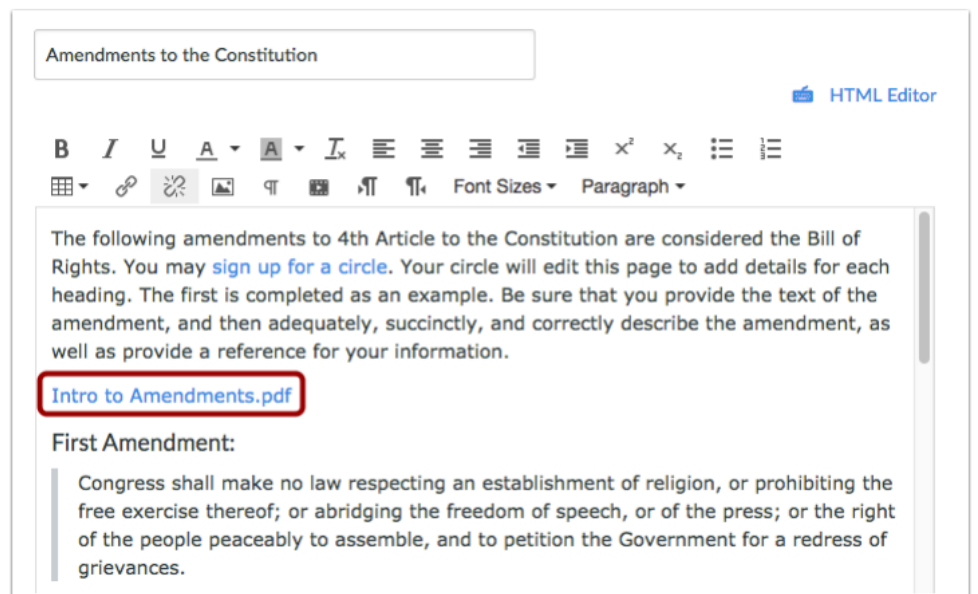 Amendments to the Constitution
HTML Editor
B I U A A Tx x² x₂
Font Sizes Paragraph
The following amendments to 4th Article to the Constitution are considered the Bill of
Rights. You may sign up for a circle. Your circle will edit this page to add details for each
heading. The first is completed as an example. Be sure that you provide the text of the
amendment, and then adequately, succinctly, and correctly describe the amendment, as
well as provide a reference for your information.
Intro to Amendments.pdf
First Amendment:
Congress shall make no law respecting an establishment of religion, or prohibiting the
free exercise thereof; or abridging the freedom of speech, or of the press; or the right
of the people peaceably to assemble, and to petition the Government for a redress of
grievances.